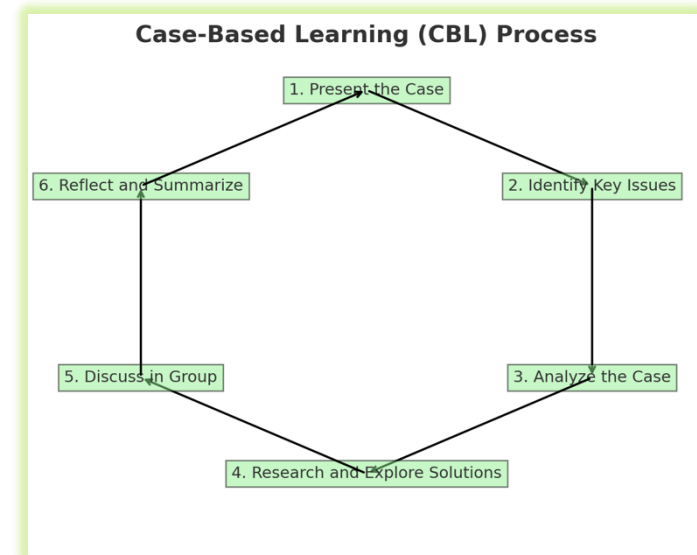 Case-Based Learning (CBL) Process
1. Present the Case
2. Identify Key Issues
3. Analyze the Case
4. Research and Explore Solutions
5. Discuss in Group
6. Reflect and Summarize